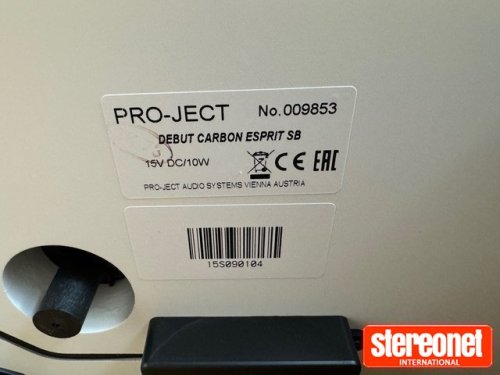 PRO-JECT No. 009853
DEBUT CARBON ESPRIT SB
15V DC/10W CE EAC
PRO-JECT AUDIO SYSTEMS VIENNA AUSTRIA
15S090104
stereonet
INTERNATIONAL